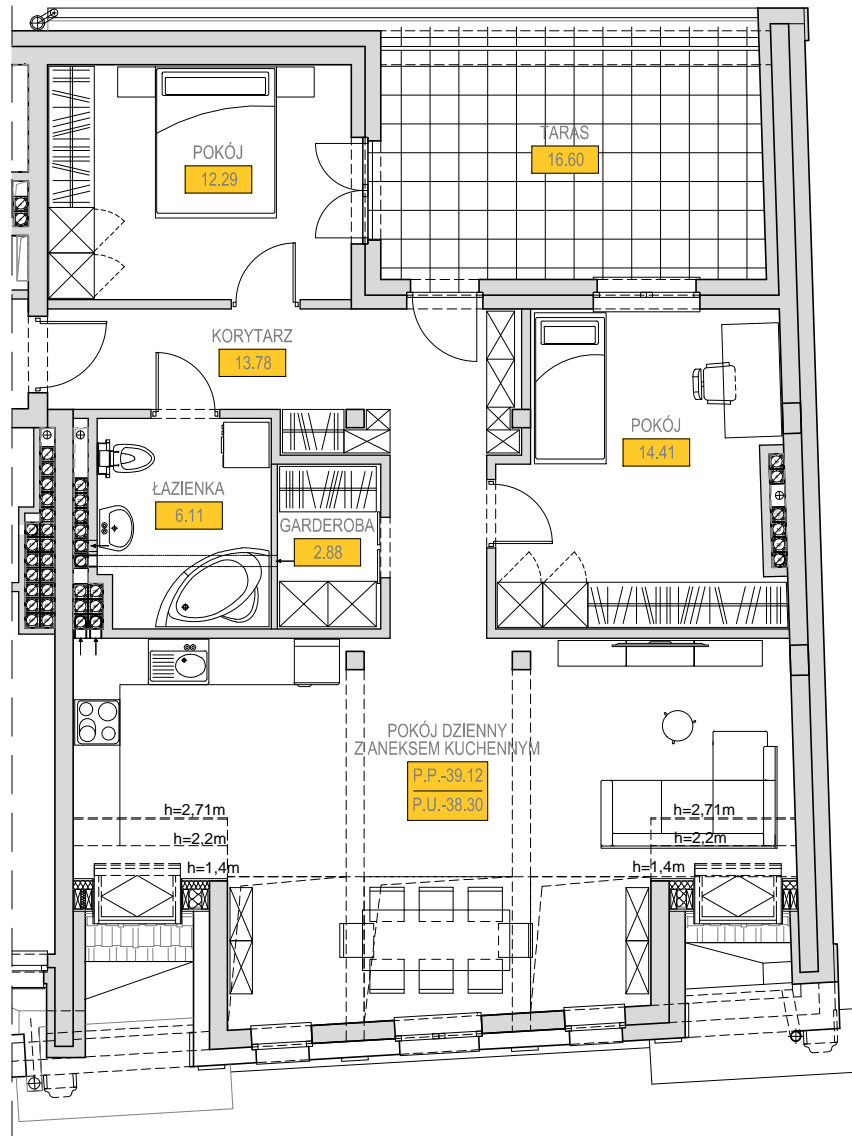 TARAS
16.60
POKÓJ
12.29
KORYTARZ
13.78
POKÓJ
14.41
ŁAZIENKA
6.11
GARDEROBA
2.88
POKÓJ DZIENNY
Z ANEKSEM KUCHENNYM
P.P.-39.12
P.U.-38.30
h=2,71m
h=2,2m
h=1,4m
h=2,71m
h=2,2m
h=1,4m